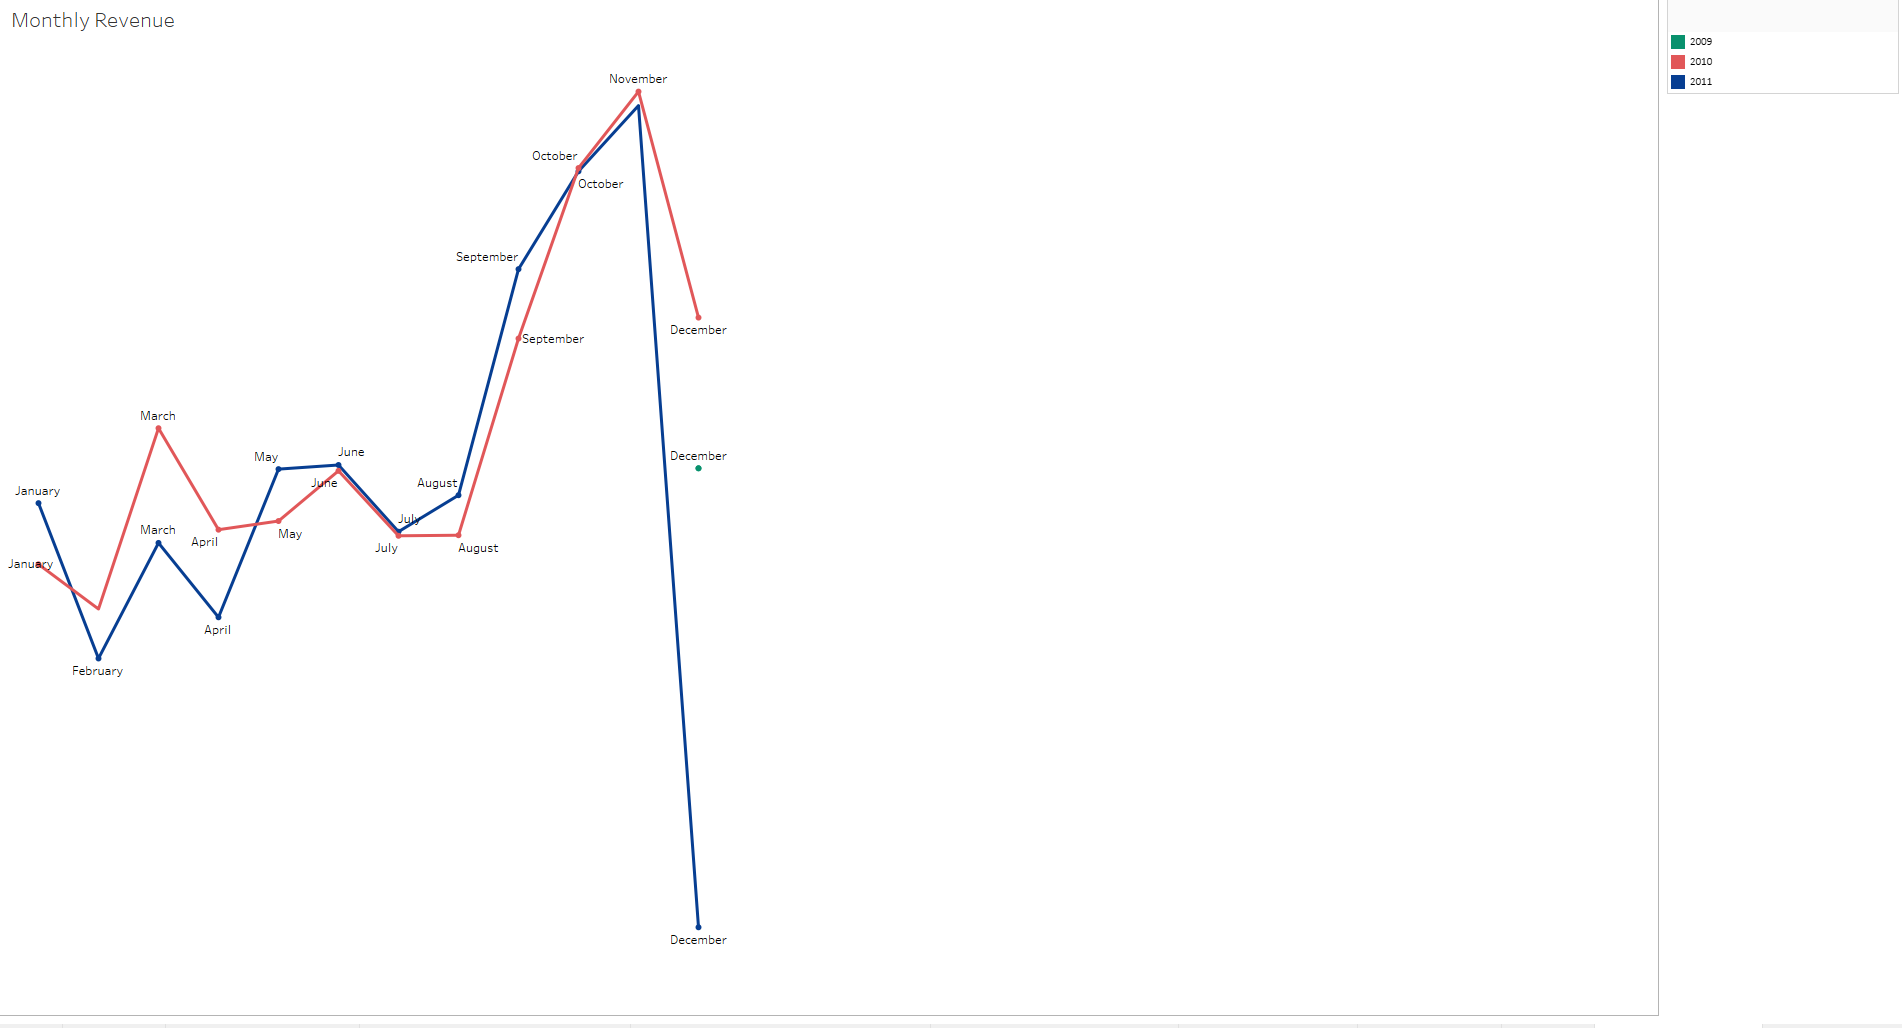 Monthly Revenue
2009
2010
2011
November
October
October
September
December
September
March
June
May
December
June
August
January
July
March
May
April
July
August
January
April
February
December